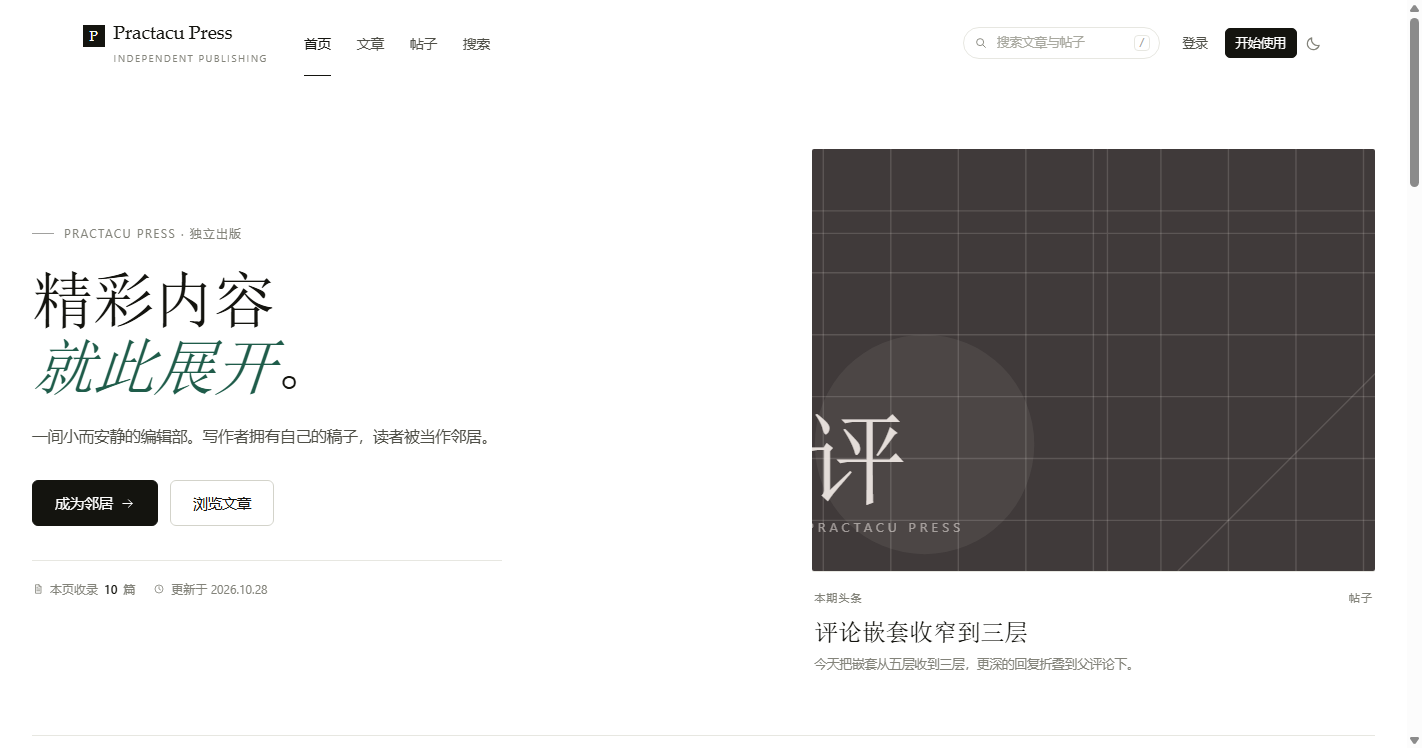 P Practacu Press
INDEPENDENT PUBLISHING
首页 文章 帖子 搜索
搜索文章与帖子 /
登录
开始使用
PRACTACU PRESS · 独立出版
精彩内容
就此展开。
一间小而安静的编辑部。写作者拥有自己的稿子，读者被当作邻居。
成为邻居 →
浏览文章
本页收录 10 篇
更新于 2026.10.28
评
PRACTACU PRESS
本期头条
帖子
评论嵌套收窄到三层
今天把嵌套从五层收到三层，更深的回复折叠到父评论下。